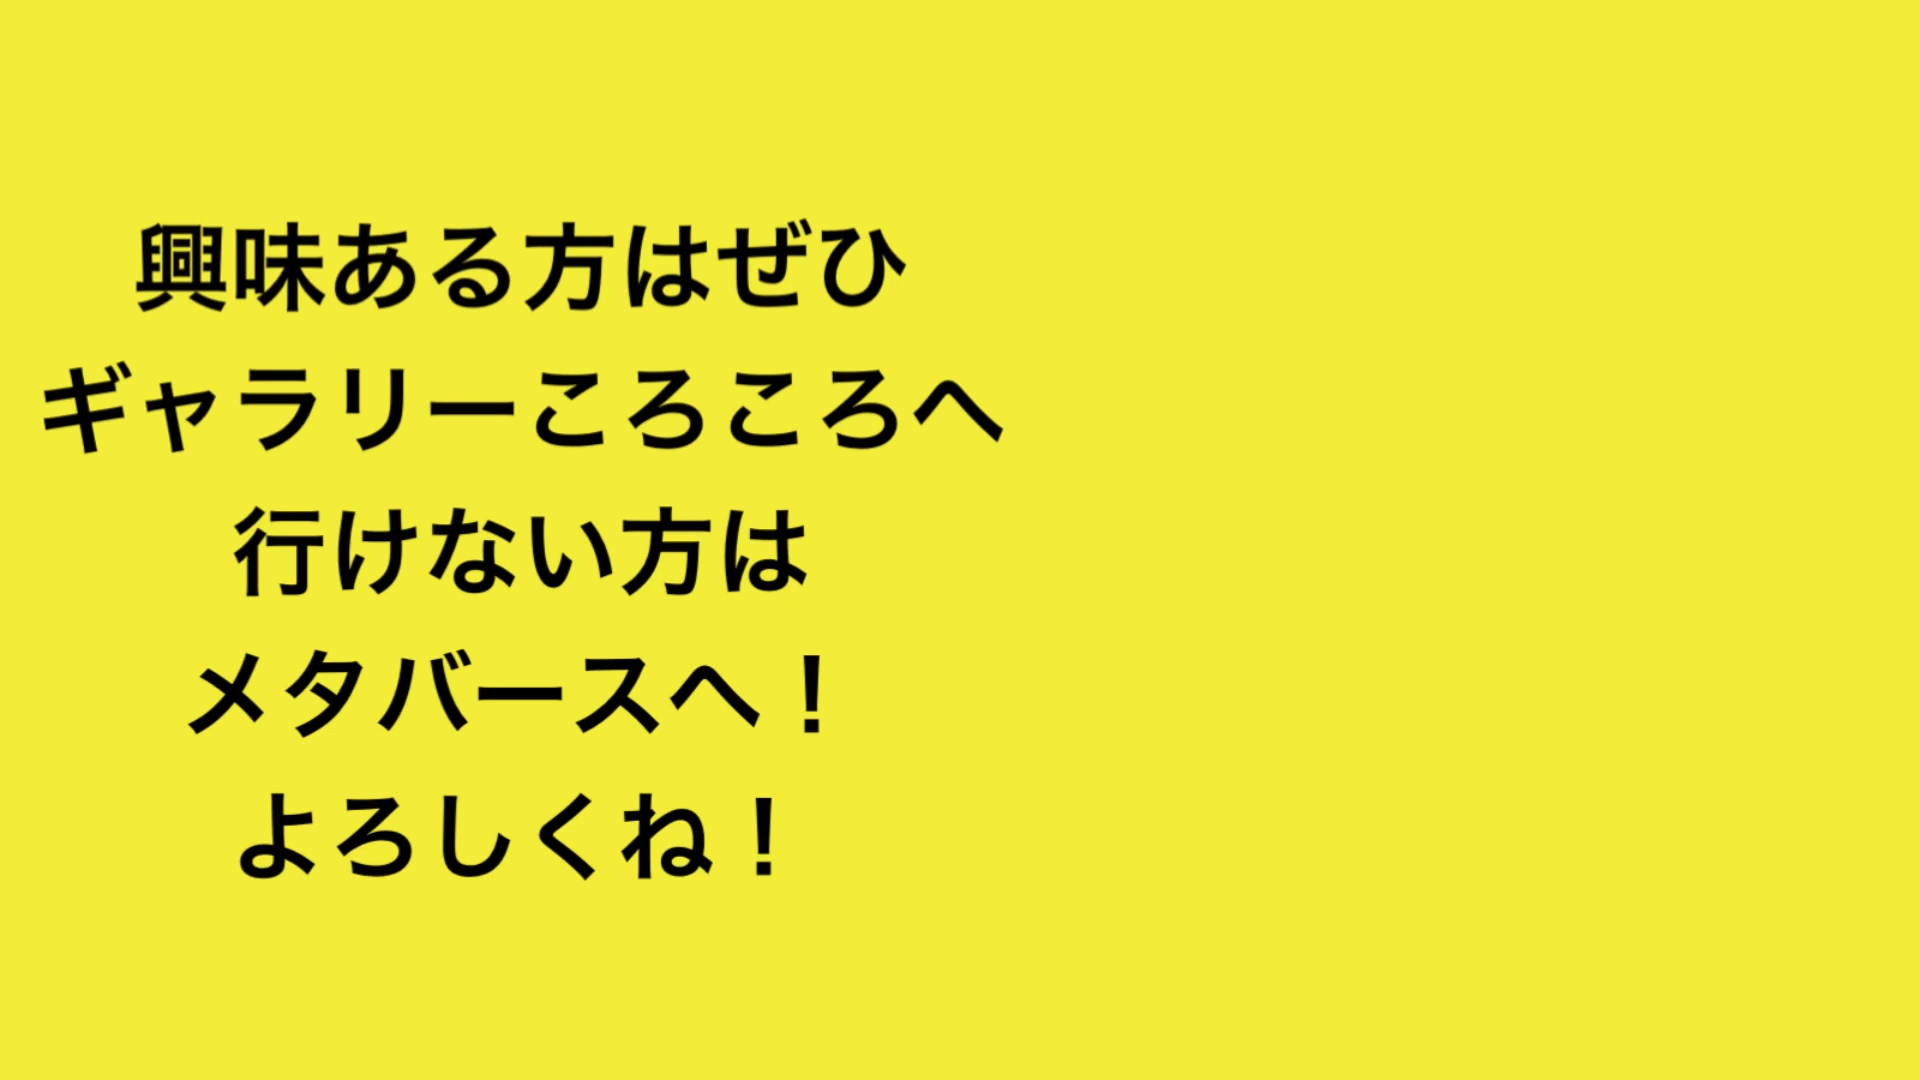 興味ある方はぜひ
ギャラリーころころへ
行けない方は
メタバースへ！
よろしくね！